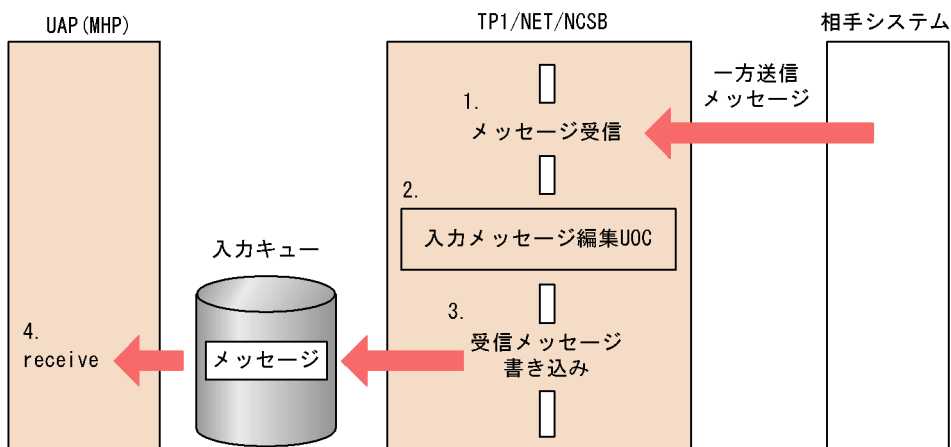 UAP(MHP)
TP1/NET/NCSB
相手システム
一方送信
メッセージ
1.
メッセージ受信
2.
入力メッセージ編集UOC
入力キュー
3.
受信メッセージ
書き込み
メッセージ
4.
receive